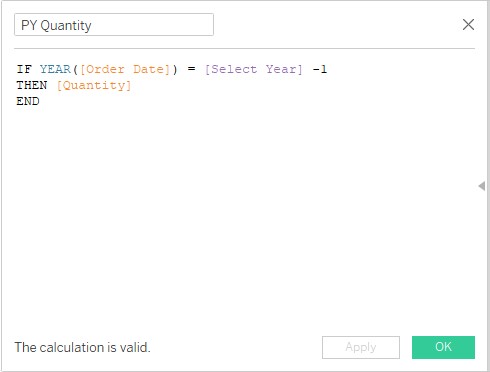 PY Quantity
IF YEAR([Order Date]) = [Select Year] -1
THEN [Quantity]
END
The calculation is valid.
Apply
OK